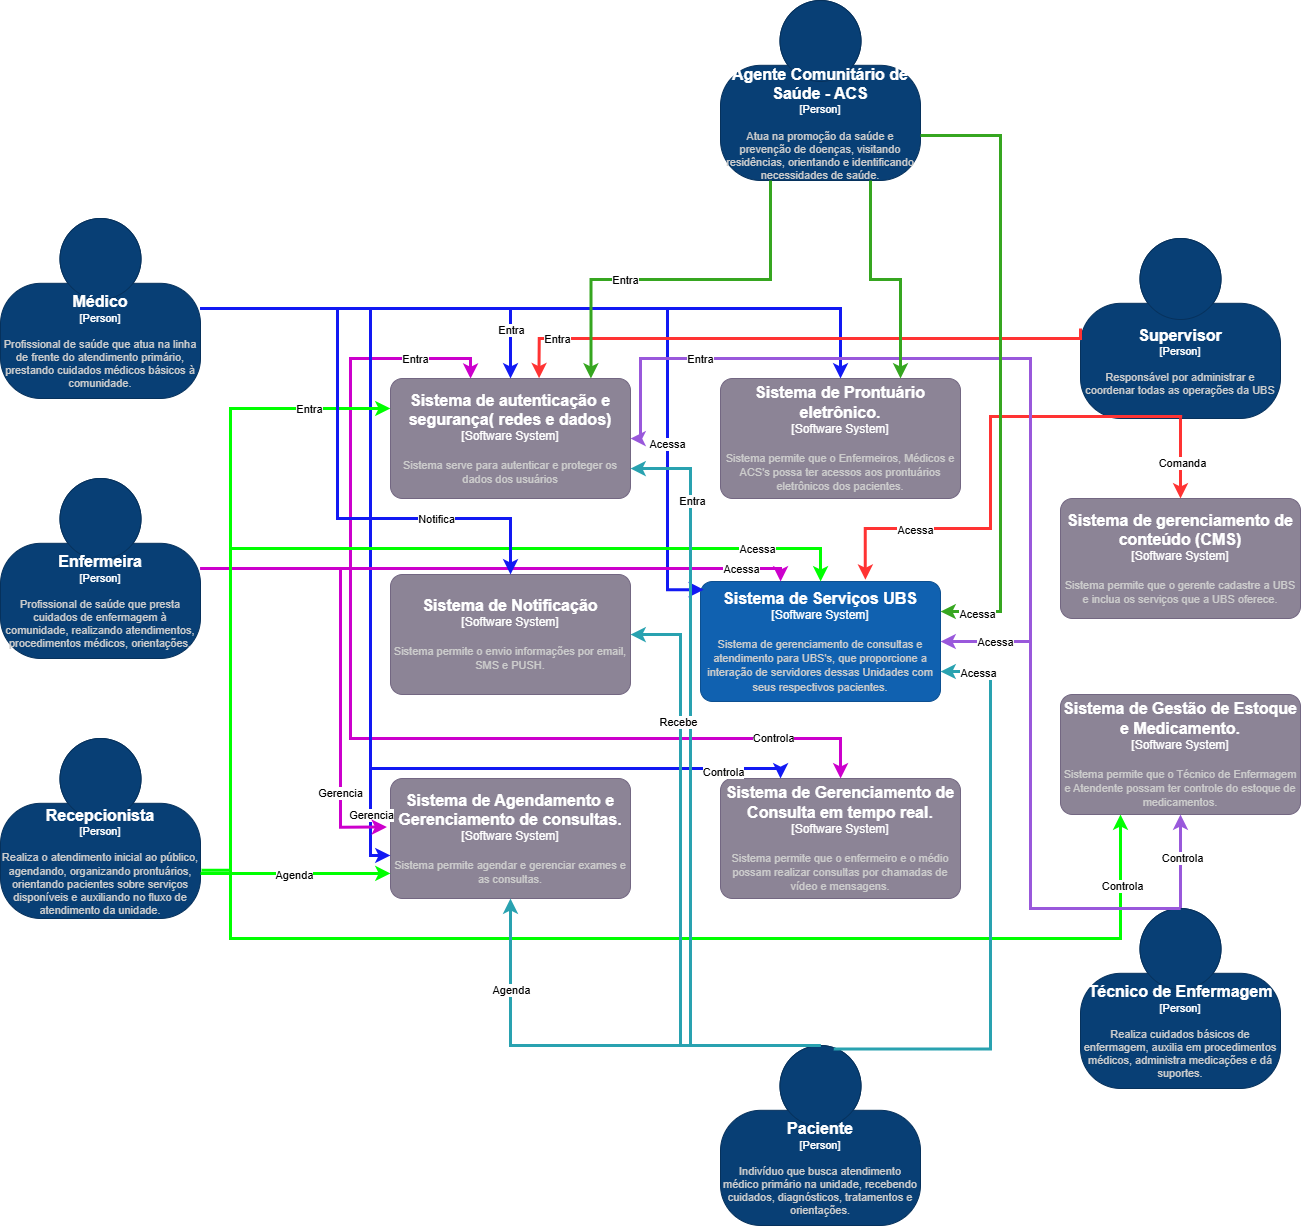 Agente Comunitário de
Saúde - ACS
[Person]
Atua na promoção da saúde e
prevenção de doenças, visitando
residências, orientando e identificando
necessidades de saúde.
Médico
[Person]
Profissional de saúde que atua na linha
de frente do atendimento primário,
prestando cuidados médicos básicos à
comunidade.
Supervisor
[Person]
Responsável por administrar e
coordenar todas as operações da UBS
Entra
Entra
Entra
Entra
Entra
Entra
Sistema de autenticação e
segurança( redes e dados)
[Software System]
Sistema serve para autenticar e proteger os
dados dos usuários
Sistema de Prontuário
eletrônico.
[Software System]
Sistema permite que o Enfermeiros, Médicos e
ACS's possa ter acessos aos prontuários
eletrônicos dos pacientes.
Acessa
Entra
Comanda
Notifica
Acessa
Acessa
Acessa
Sistema de gerenciamento de
conteúdo (CMS)
[Software System]
Sistema permite que o gerente cadastre a UBS
e inclua os serviços que a UBS oferece.
Enfermeira
[Person]
Profissional de saúde que presta
cuidados de enfermagem à
comunidade, realizando atendimentos,
procedimentos médicos, orientações.
Sistema de Notificação
[Software System]
Sistema permite o envio informações por email,
SMS e PUSH.
Sistema de Serviços UBS
[Software System]
Sistema de gerenciamento de consultas e
atendimento para UBS's, que proporcione a
interação de servidores dessas Unidades com
seus respectivos pacientes.
Acessa
Acessa
Acessa
Recebe
Controla
Controla
Sistema de Gestão de Estoque
e Medicamento.
[Software System]
Sistema permite que o Técnico de Enfermagem
e Atendente possam ter controle do estoque de
medicamentos.
Gerencia
Gerencia
Recepcionista
[Person]
Realiza o atendimento inicial ao público,
agendando, organizando prontuários,
orientando pacientes sobre serviços
disponíveis e auxiliando no fluxo de
atendimento da unidade.
Agenda
Sistema de Agendamento e
Gerenciamento de consultas.
[Software System]
Sistema permite agendar e gerenciar exames e
as consultas.
Sistema de Gerenciamento de
Consulta em tempo real.
[Software System]
Sistema permite que o enfermeiro e o médio
possam realizar consultas por chamadas de
vídeo e mensagens.
Controla
Controla
Agenda
Técnico de Enfermagem
[Person]
Realiza cuidados básicos de
enfermagem, auxilia em procedimentos
médicos, administra medicações e dá
suportes.
Paciente
[Person]
Indivíduo que busca atendimento
médico primário na unidade, recebendo
cuidados, diagnósticos, tratamentos e
orientações.